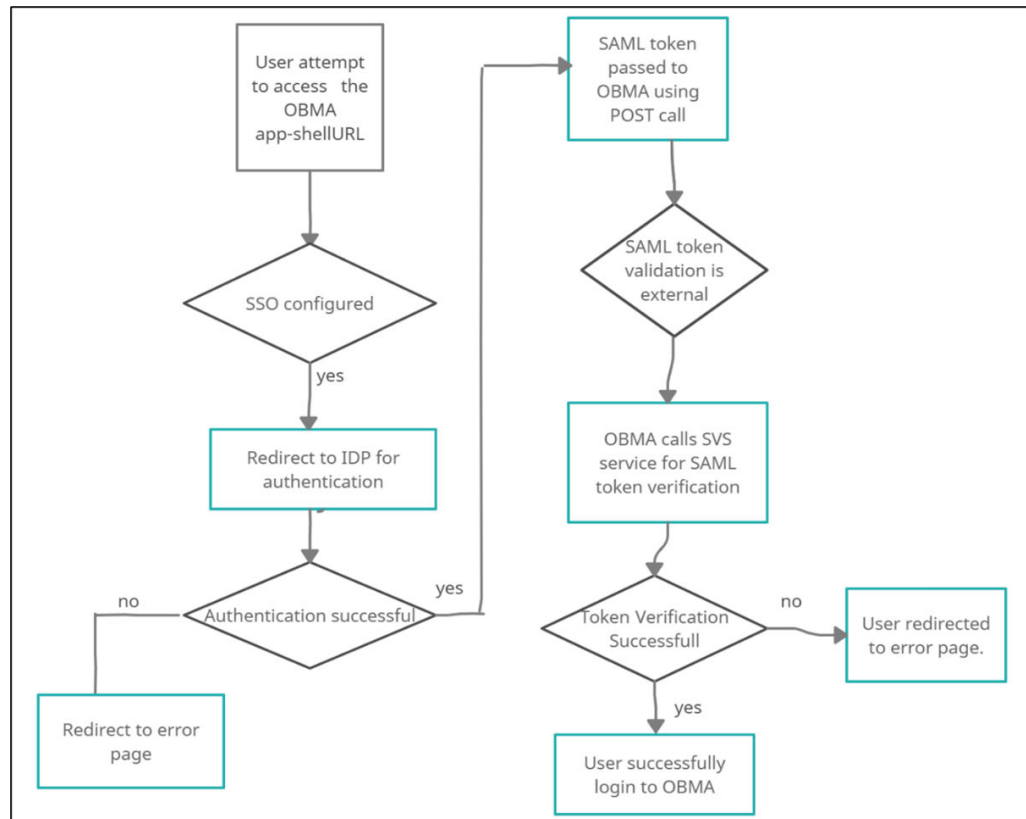 User attempt
to access the
OBMA
app-shellURL
SSO configured
yes
Redirect to IDP for
authentication
Authentication successful
no
yes
Redirect to error
page
SAML token
passed to
OBMA using
POST call
SAML token
validation is
external
OBMA calls SVS
service for SAML
token verification
Token Verification
Successfull
no
User redirected
to error page.
yes
User successfully
login to OBMA